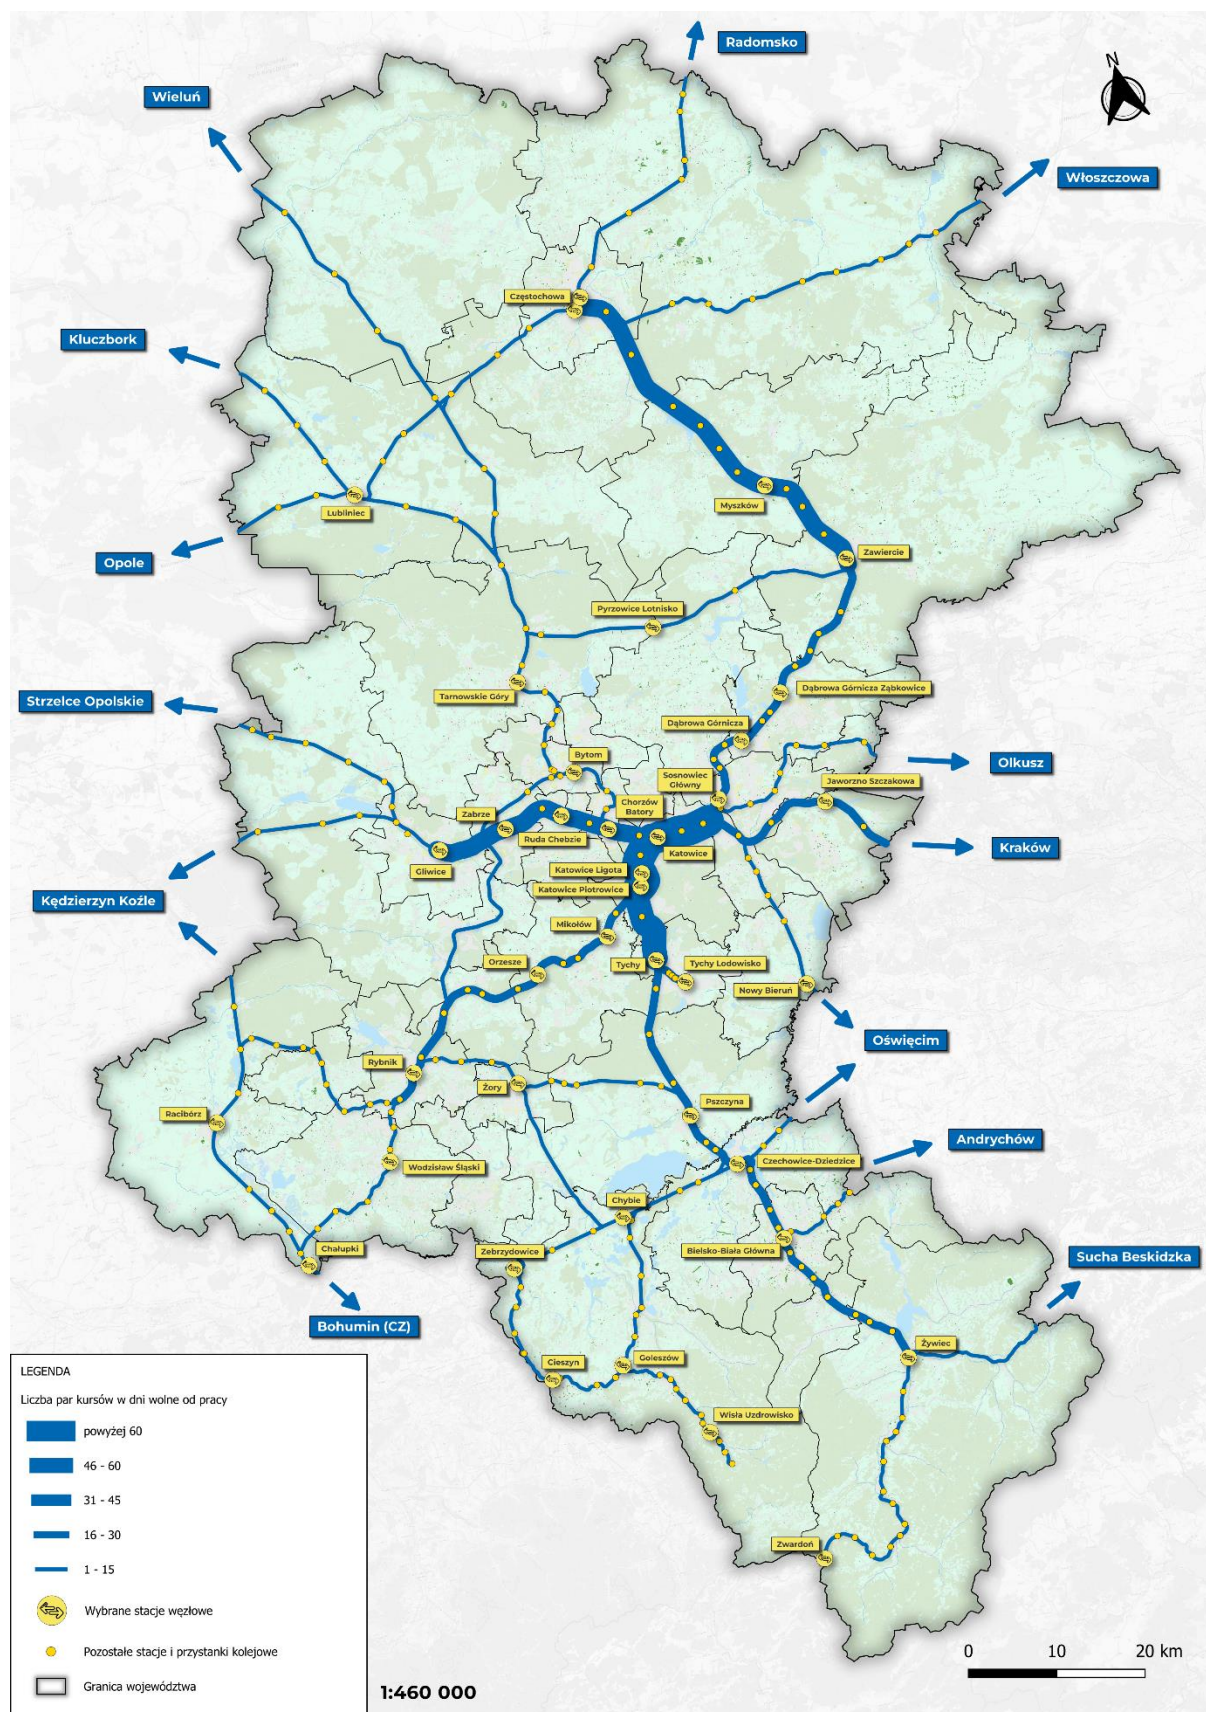 Radomsko
N
Wieluń
Włoszczowa
Częstochowa
Kluczbork
Myszków
Lubliniec
Opole
Zawiercie
Pyrzowice Lotnisko
Strzelce Opolskie
Tarnowskie Góry
Dąbrowa Górnicza Ząbkowice
Dąbrowa Górnicza
Bytom
Olkusz
Sosnowiec
Główny
Jaworzno Szczakowa
Chorzów
Batory
Zabrze
Ruda Chebzie
Katowice
Kraków
Gliwice
Katowice Ligota
Katowice Piotrowice
Kędzierzyn Koźle
Mikołów
Orzesze
Tychy
Tychy Lodowisko
Nowy Bieruń
Oświęcim
Rybnik
Żory
Racibórz
Pszczyna
Andrychów
Wodzisław Śląski
Czechowice-Dziedzice
Chybie
Chałupki
Zebrzydowice
Bielsko-Biała Główna
Sucha Beskidzka
Bohumin (CZ)
Żywiec
Cieszyn
Goleszów
Wisła Uzdrowisko
Zwardoń
LEGENDA
Liczba par kursów w dni wolne od pracy
powyżej 60
46 - 60
31 - 45
16 - 30
1 - 15
Wybrane stacje węzłowe
Pozostałe stacje i przystanki kolejowe
Granica województwa
0 10 20 km
1:460 000